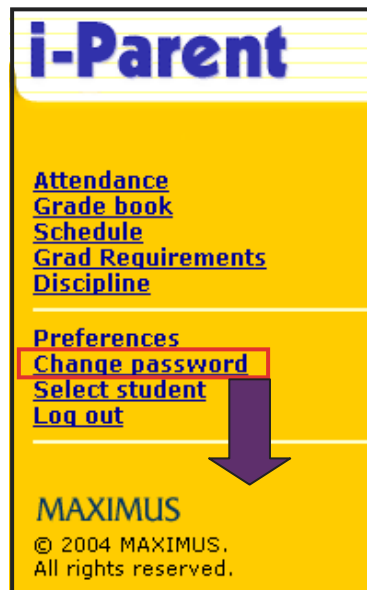 i-Parent
Attendance
Grade book
Schedule
Grad Requirements
Discipline
Preferences
Change password
Select student
Log out
MAXIMUS
© 2004 MAXIMUS.
All rights reserved.